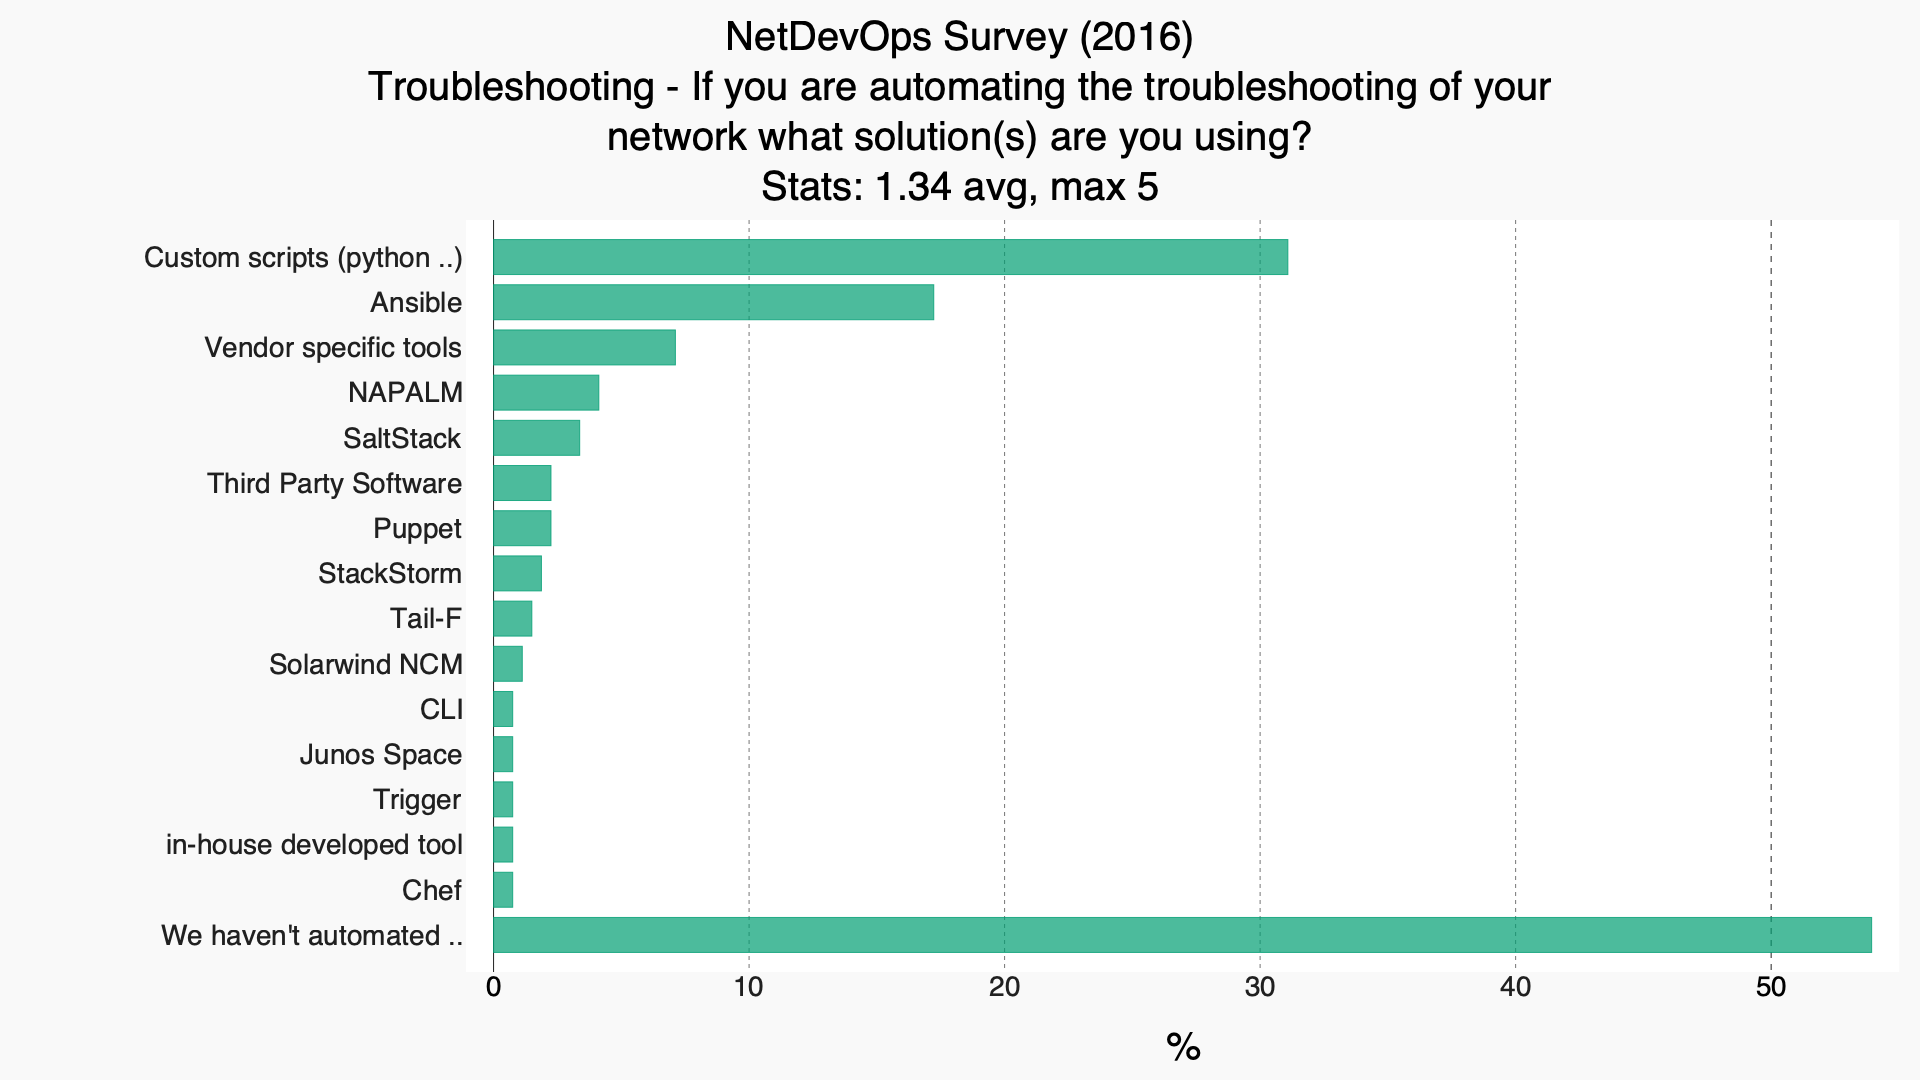 NetDevOps Survey (2016)
Troubleshooting - If you are automating the troubleshooting of your
network what solution(s) are you using?
Stats: 1.34 avg, max 5
Custom scripts (python ..)
Ansible
Vendor specific tools
NAPALM
SaltStack
Third Party Software
Puppet
StackStorm
Tail-F
Solarwind NCM
CLI
Junos Space
Trigger
in-house developed tool
Chef
We haven't automated ..
0 10 20 30 40 50
%